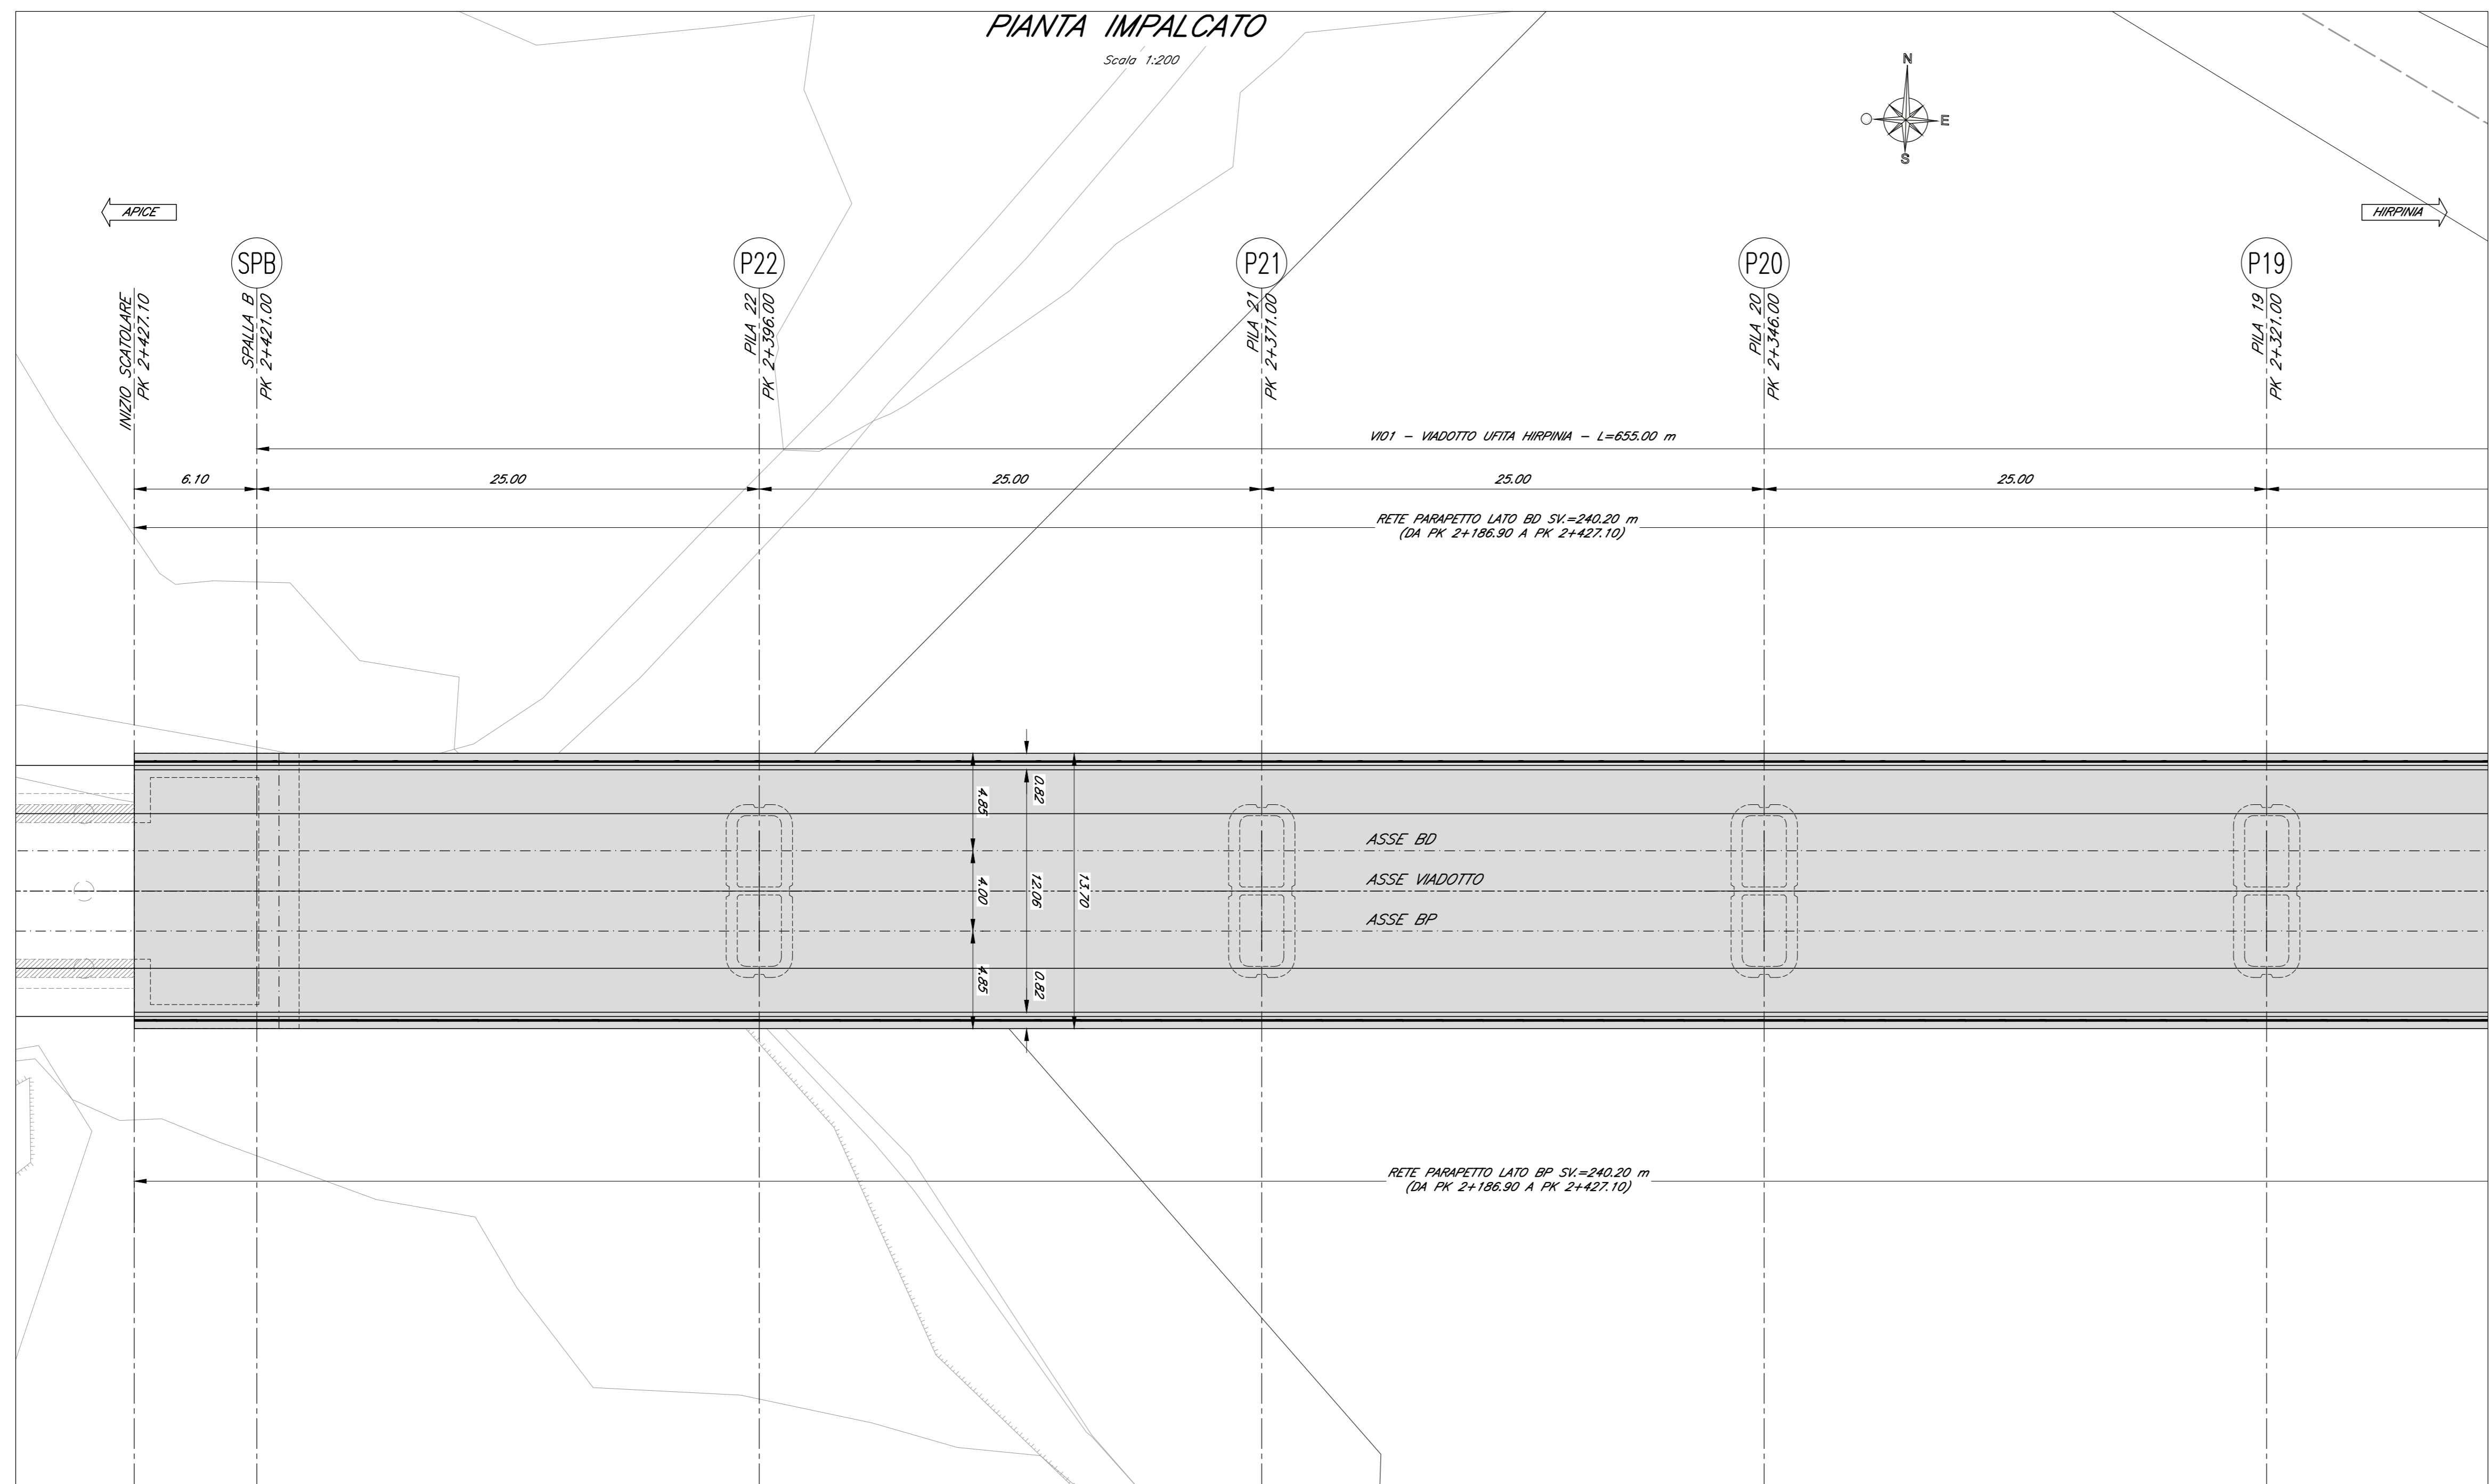 PIANTA IMPALCATO
Scala 1:200
N
O
E
S
APICE
HIRPINIA
SPB
P22
P21
P20
P19
INIZIO SCATOLARE
PK 2+427.10
SPALLA B
PK 2+421.00
PILA 22
PK 2+396.00
PILA 21
PK 2+371.00
PILA 20
PK 2+346.00
PILA 19
PK 2+321.00
VI01 - VIADOTTO UFITA HIRPINIA - L=655.00 m
6.10
25.00
25.00
25.00
25.00
RETE PARAPETTO LATO BD SV.=240.20 m
(DA PK 2+186.90 A PK 2+427.10)
4.85
0.82
ASSE BD
4.00
12.06
13.70
ASSE VIADOTTO
ASSE BP
4.85
0.82
RETE PARAPETTO LATO BP SV.=240.20 m
(DA PK 2+186.90 A PK 2+427.10)